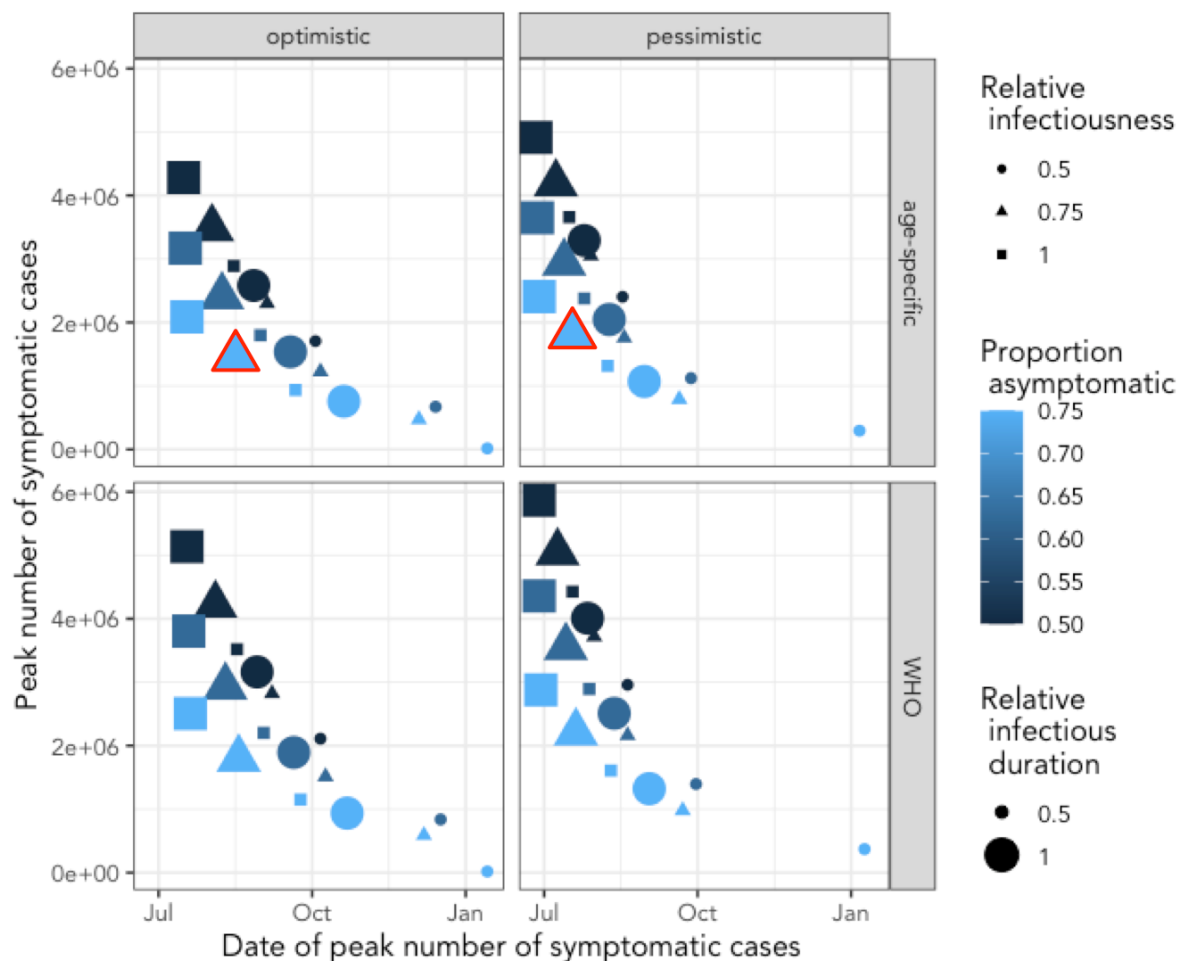 optimistic
pessimistic
6e+06
4e+06
2e+06
0e+00
age-specific
6e+06
4e+06
2e+06
0e+00
WHO
Peak number of symptomatic cases
Jul
Oct
Jan
Jul
Oct
Jan
Date of peak number of symptomatic cases
Relative
infectiousness
0.5
0.75
1
Proportion
asymptomatic
0.75
0.70
0.65
0.60
0.55
0.50
Relative
infectious
duration
0.5
1